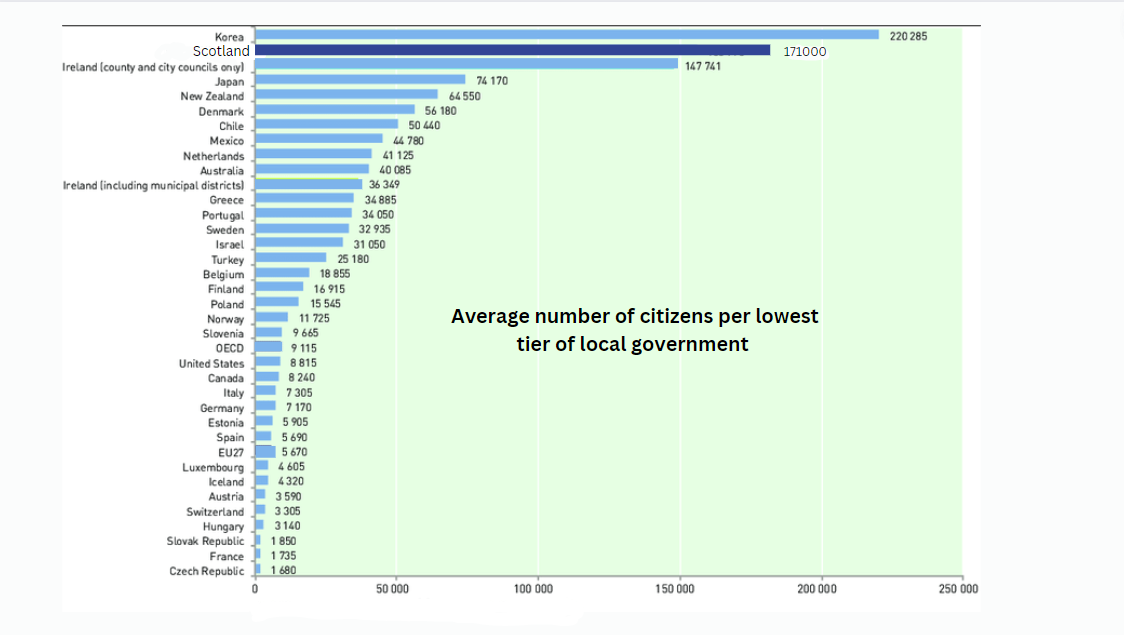 Korea 220 285
Scotland 171000
Ireland (county and city councils only) 147 741
Japan 74 170
New Zealand 64 550
Denmark 56 180
Chile 50 440
Mexico 44 780
Netherlands 41 125
Australia 40 085
Ireland (including municipal districts) 36 349
Greece 34 885
Portugal 34 050
Sweden 32 935
Israel 31 050
Turkey 25 180
Belgium 18 855
Finland 16 915
Poland 15 545
Norway 11 725
Slovenia 9 665
OECD 9 115
United States 8 815
Canada 8 240
Italy 7 305
Germany 7 170
Estonia 5 905
Spain 5 690
EU27 5 670
Luxembourg 4 605
Iceland 4 320
Austria 3 590
Switzerland 3 305
Hungary 3 140
Slovak Republic 1 850
France 1 735
Czech Republic 1 680
Average number of citizens per lowest
tier of local government
0 50 000 100 000 150 000 200 000 250 000